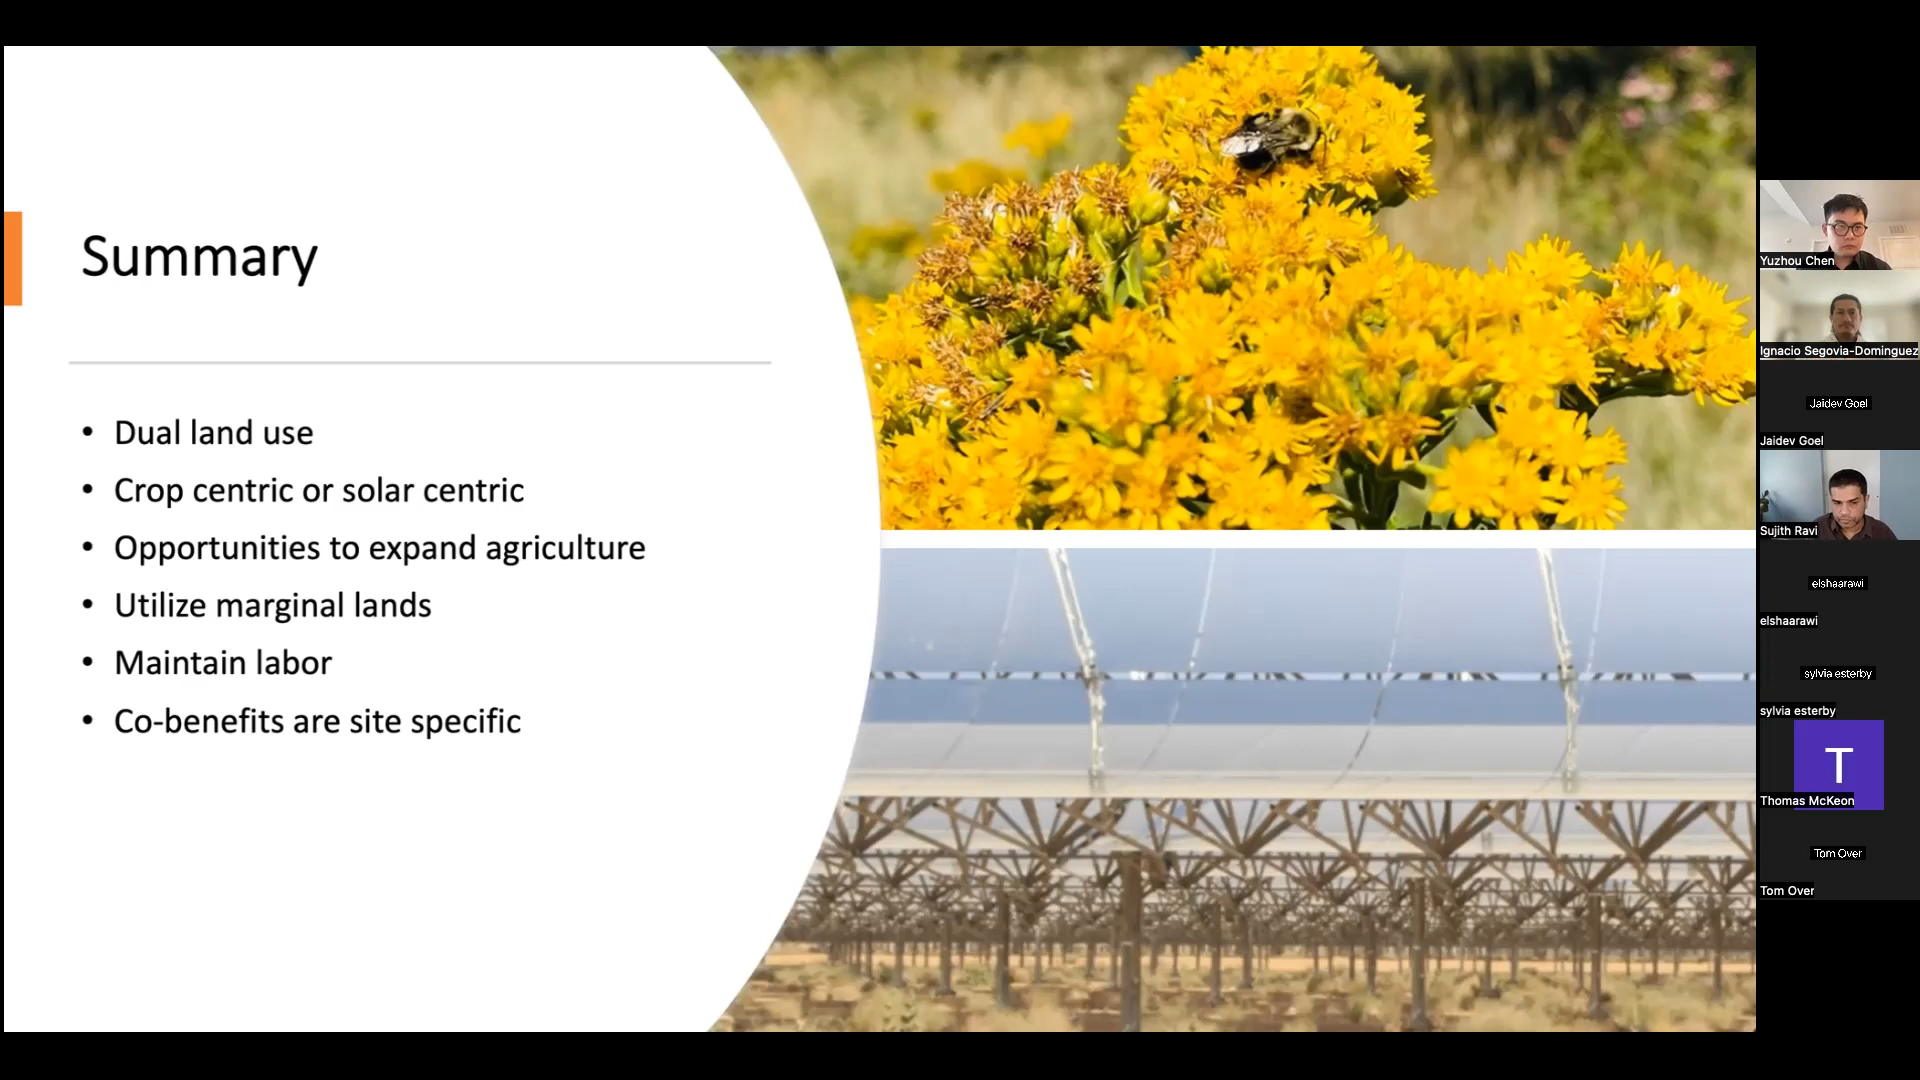 Summary
• Dual land use
• Crop centric or solar centric
• Opportunities to expand agriculture
• Utilize marginal lands
• Maintain labor
• Co-benefits are site specific
Yuzhou Chen
Ignacio Segovia-Dominguez
Jaidev Goel
Jaidev Goel
Sujith Ravi
elshaarawi
elshaarawi
sylvia esterby
sylvia esterby
T
Thomas McKeon
Tom Over
Tom Over